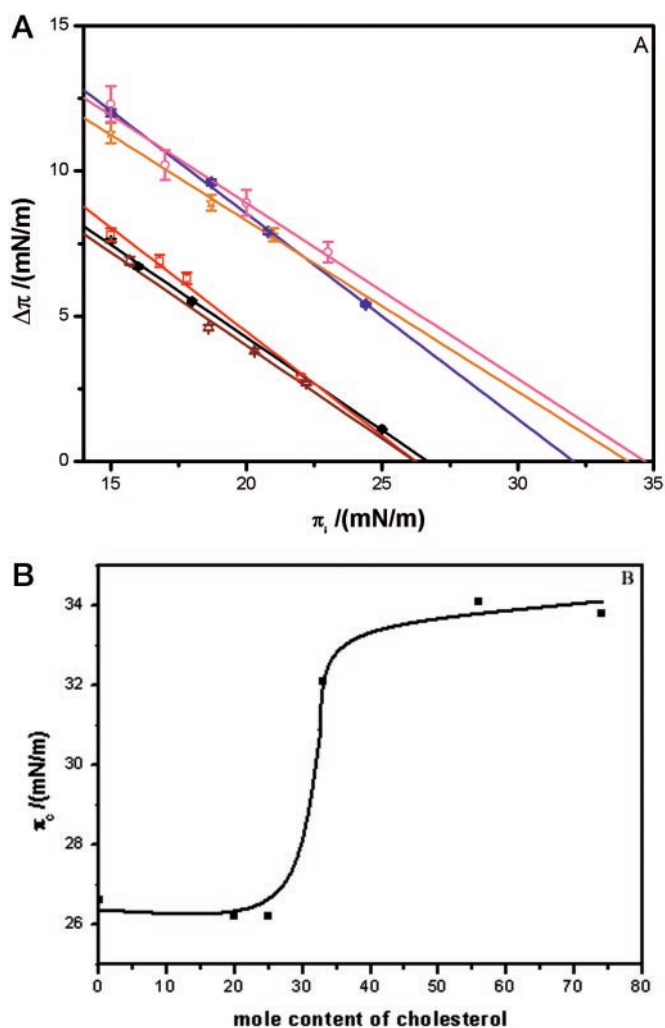 A
A
15
10
5
0
Δπ /(mN/m)
15 20 25 30 35
πᵢ /(mN/m)
B
B
34
32
30
28
26
π_c /(mN/m)
0 10 20 30 40 50 60 70 80
mole content of cholesterol